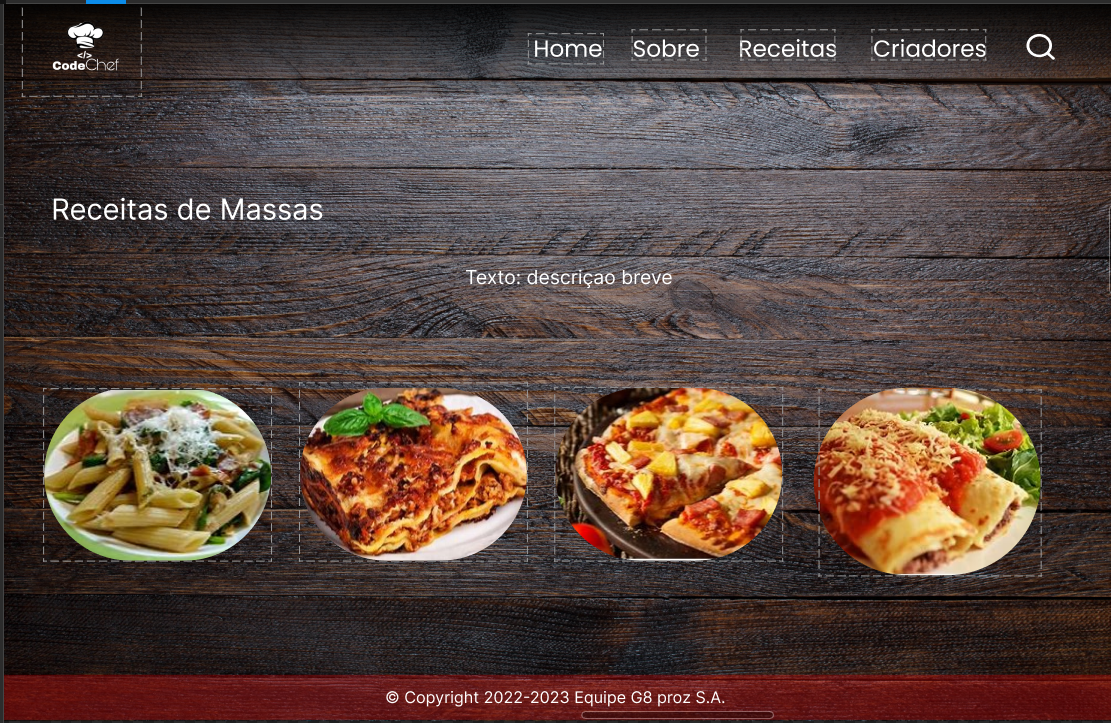 </>
CodeChef
Home Sobre Receitas Criadores
Receitas de Massas
Texto: descriçao breve
© Copyright 2022-2023 Equipe G8 proz S.A.